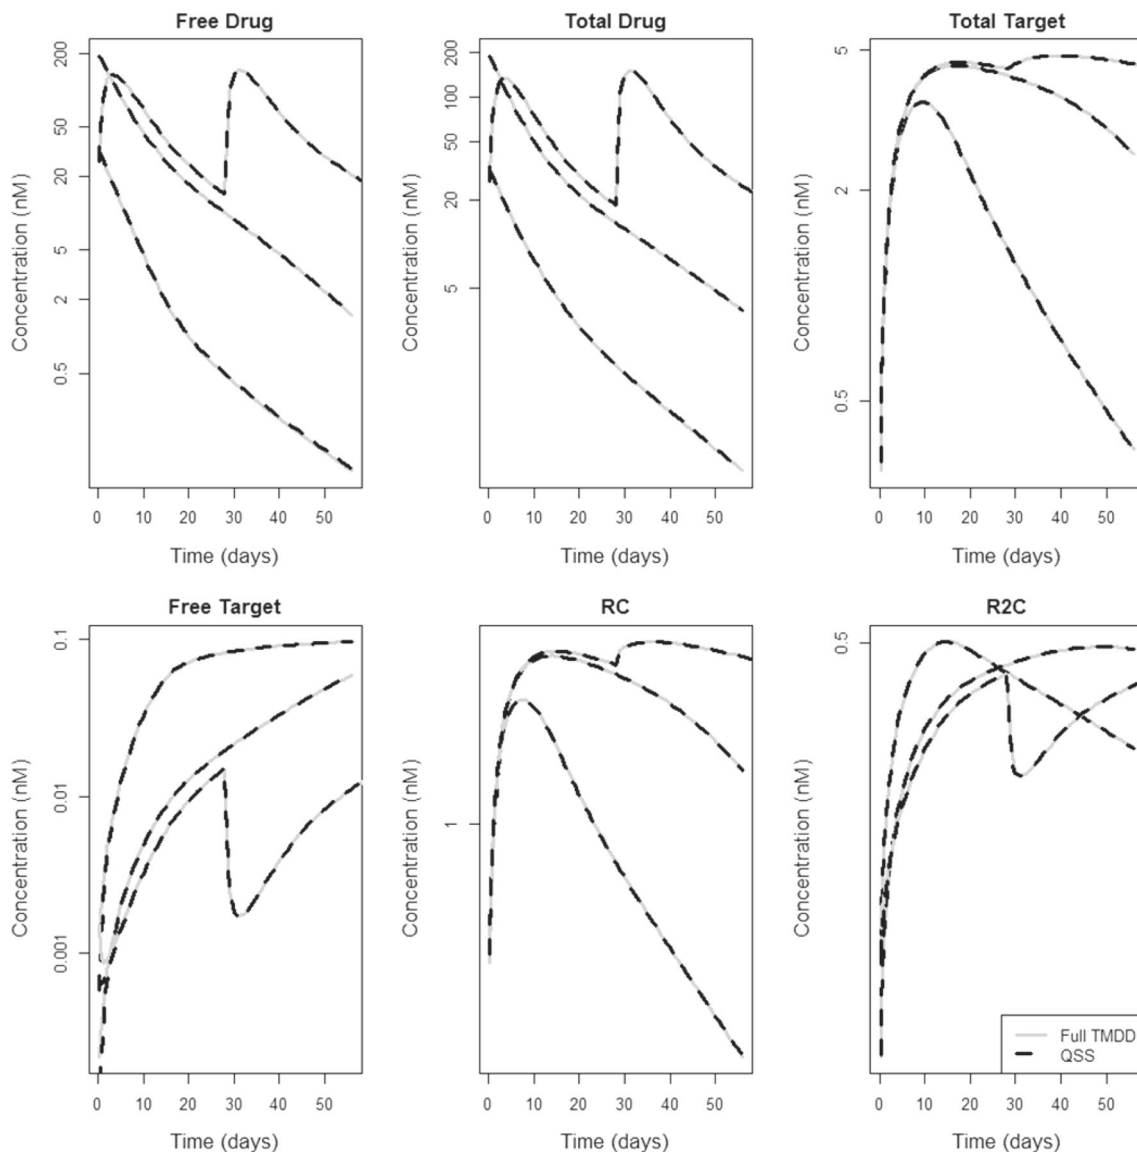 Free Drug
Concentration (nM)
200
50
20
5
2
0.5
0 10 20 30 40 50
Time (days)
Total Drug
Concentration (nM)
200
100
50
20
5
0 10 20 30 40 50
Time (days)
Total Target
Concentration (nM)
5
2
0.5
0 10 20 30 40 50
Time (days)
Free Target
Concentration (nM)
0.1
0.01
0.001
0 10 20 30 40 50
Time (days)
RC
Concentration (nM)
1
0 10 20 30 40 50
Time (days)
R2C
Concentration (nM)
0.5
0 10 20 30 40 50
Time (days)
Full TMDD
QSS